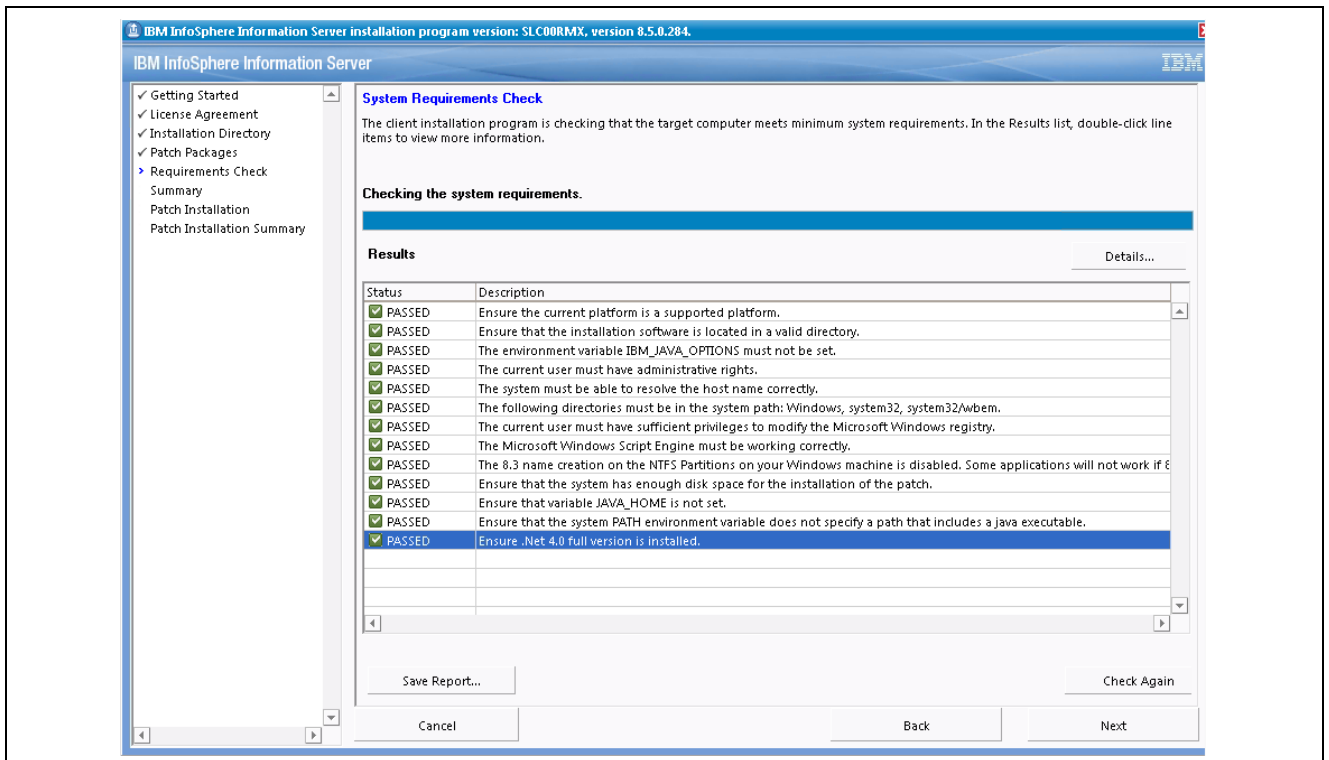 IBM InfoSphere Information Server installation program version: SLC00RMX, version 8.5.0.284.
IBM InfoSphere Information Server
IBM
✓ Getting Started
✓ License Agreement
✓ Installation Directory
✓ Patch Packages
> Requirements Check
Summary
Patch Installation
Patch Installation Summary
System Requirements Check
The client installation program is checking that the target computer meets minimum system requirements. In the Results list, double-click line
items to view more information.
Checking the system requirements.
Results
Details...
Status Description
PASSED Ensure the current platform is a supported platform.
PASSED Ensure that the installation software is located in a valid directory.
PASSED The environment variable IBM_JAVA_OPTIONS must not be set.
PASSED The current user must have administrative rights.
PASSED The system must be able to resolve the host name correctly.
PASSED The following directories must be in the system path: Windows, system32, system32/wbem.
PASSED The current user must have sufficient privileges to modify the Microsoft Windows registry.
PASSED The Microsoft Windows Script Engine must be working correctly.
PASSED The 8.3 name creation on the NTFS Partitions on your Windows machine is disabled. Some applications will not work if
PASSED Ensure that the system has enough disk space for the installation of the patch.
PASSED Ensure that variable JAVA_HOME is not set.
PASSED Ensure that the system PATH environment variable does not specify a path that includes a java executable.
PASSED Ensure .Net 4.0 full version is installed.
Save Report...
Check Again
Cancel
Back
Next